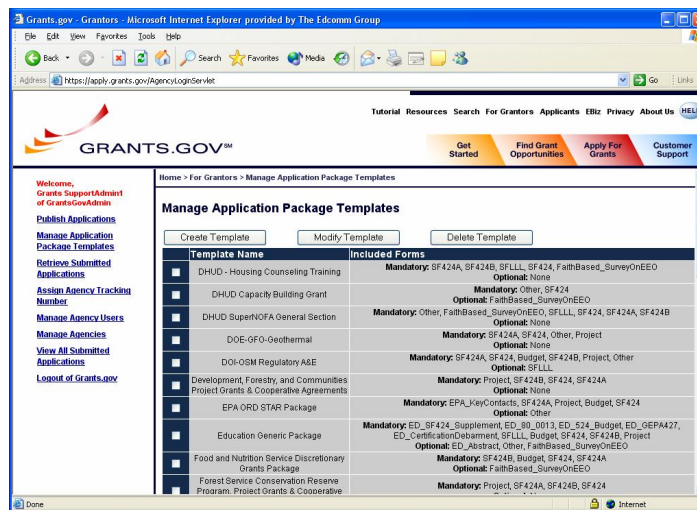 Grants.gov - Grantors - Microsoft Internet Explorer provided by The Edcomm Group
File Edit View Favorites Tools Help
Back Search Favorites Media
Address https://apply.grants.gov/AgencyLoginServlet Go Links
Tutorial Resources Search For Grantors Applicants EBiz Privacy About Us HEL
GRANTS.GOV℠
Get Started
Find Grant Opportunities
Apply For Grants
Customer Support
Welcome,
Grants SupportAdmin1
of GrantsGovAdmin
Publish Applications
Manage Application
Package Templates
Retrieve Submitted
Applications
Assign Agency Tracking
Number
Manage Agency Users
Manage Agencies
View All Submitted
Applications
Logout of Grants.gov
Home > For Grantors > Manage Application Package Templates
Manage Application Package Templates
Create Template Modify Template Delete Template
Template Name Included Forms
DHUD - Housing Counseling Training
Mandatory: SF424A, SF424B, SFLLL, SF424, FaithBased_SurveyOnEEO
Optional: None
DHUD Capacity Building Grant
Mandatory: Other, SF424
Optional: FaithBased_SurveyOnEEO
DHUD SuperNOFA General Section
Mandatory: Other, FaithBased_SurveyOnEEO, SFLLL, SF424, SF424A, SF424B
Optional: None
DOE-GFO-Geothermal
Mandatory: SF424A, SF424, Other, Project
Optional: None
DOI-OSM Regulatory A&E
Mandatory: SF424A, SF424, Budget, SF424B, Project, Other
Optional: SFLLL
Development, Forestry, and Communities
Project Grants & Cooperative Agreements
Mandatory: Project, SF424B, SF424, SF424A
Optional: None
EPA ORD STAR Package
Mandatory: EPA_KeyContacts, SF424A, Project, Budget, SF424
Optional: Other
Education Generic Package
Mandatory: ED_SF424_Supplement, ED_80_0013, ED_524_Budget, ED_GEPA427,
ED_CertificationDebarment, SFLLL, Budget, SF424, SF424B, Project
Optional: ED_Abstract, Other, FaithBased_SurveyOnEEO
Food and Nutrition Service Discretionary
Grants Package
Mandatory: SF424B, Budget, SF424, SF424A
Optional: FaithBased_SurveyOnEEO
Forest Service Conservation Reserve
Program, Project Grants & Cooperative
Mandatory: Project, SF424A, SF424B, SF424
Done Internet